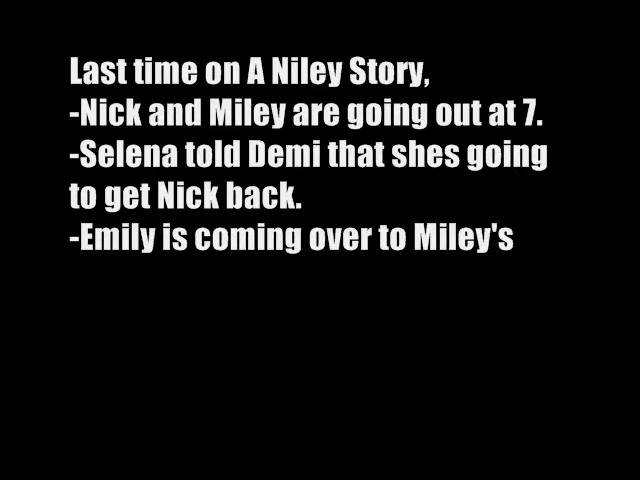 Last time on A Niley Story,
-Nick and Miley are going out at 7.
-Selena told Demi that shes going
to get Nick back.
-Emily is coming over to Miley's